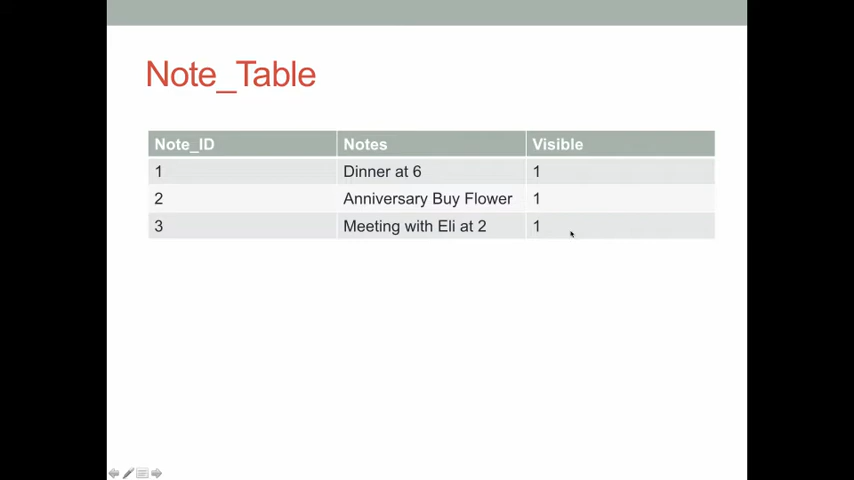 Note_Table
Note_ID Notes Visible
1 Dinner at 6 1
2 Anniversary Buy Flower 1
3 Meeting with Eli at 2 1